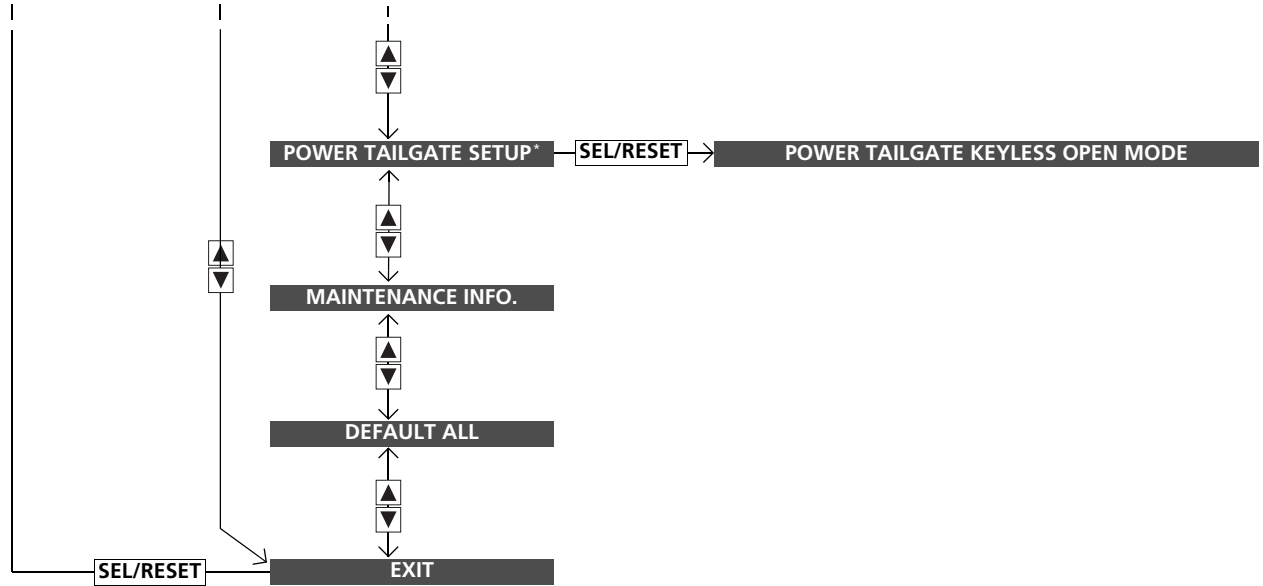 ▲
▼
POWER TAILGATE SETUP* SEL/RESET POWER TAILGATE KEYLESS OPEN MODE
▲
▼
▲
▼
MAINTENANCE INFO.
▲
▼
DEFAULT ALL
▲
▼
SEL/RESET EXIT